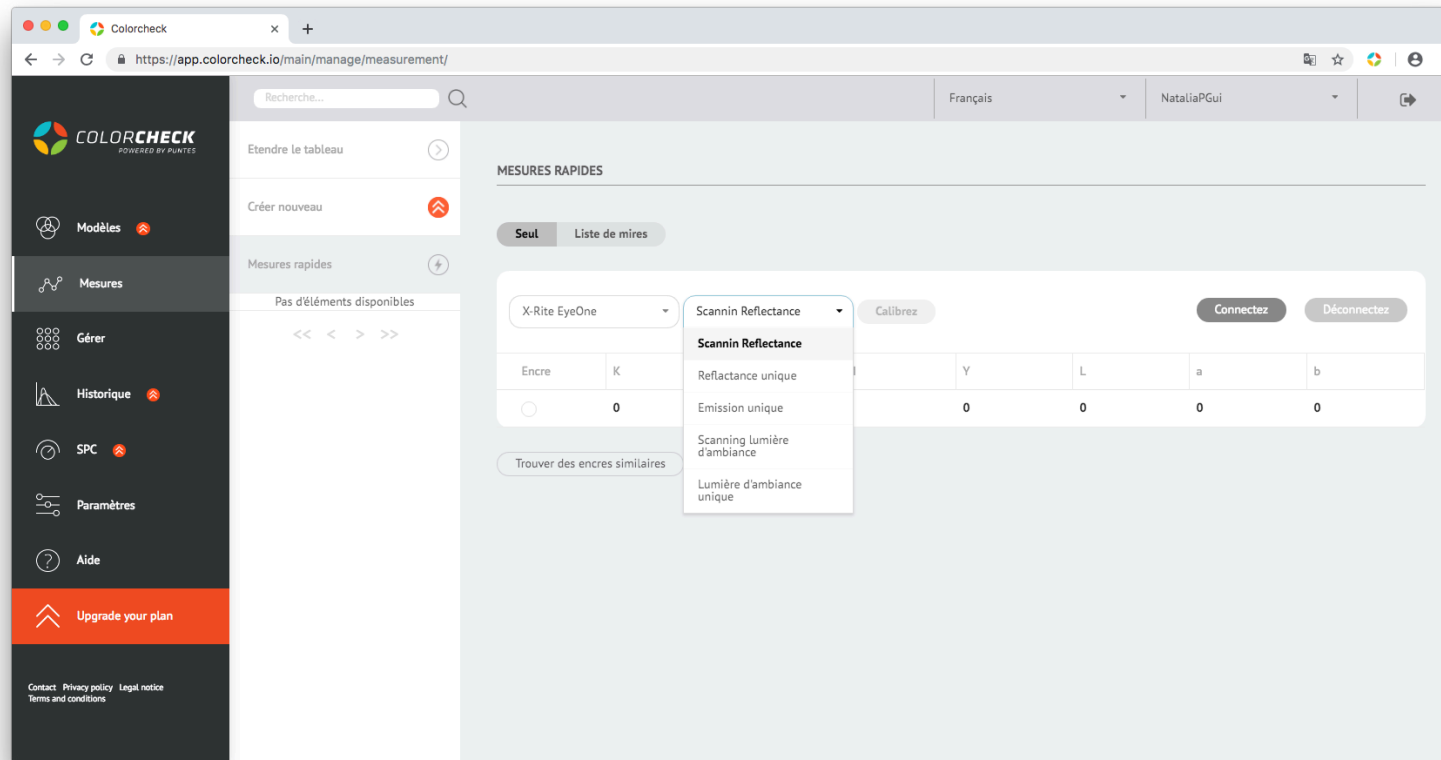 Colorcheck
https://app.colorcheck.io/main/manage/measurement/
COLORCHECK
POWERED BY PUNTES
Modèles
Mesures
Gérer
Historique
SPC
Paramètres
Aide
Upgrade your plan
Contact Privacy policy Legal notice
Terms and conditions
Recherche...
Français
NataliaPGui
Etendre le tableau
Créer nouveau
Mesures rapides
Pas d'éléments disponibles
<< < > >>
MESURES RAPIDES
Seul Liste de mires
X-Rite EyeOne Scannin Reflectance Calibrez Connectez Déconnectez
Scannin Reflectance
Reflactance unique
Emission unique
Scanning lumière
d'ambiance
Lumière d'ambiance
unique
Encre K Y L a b
0 0 0 0 0
Trouver des encres similaires